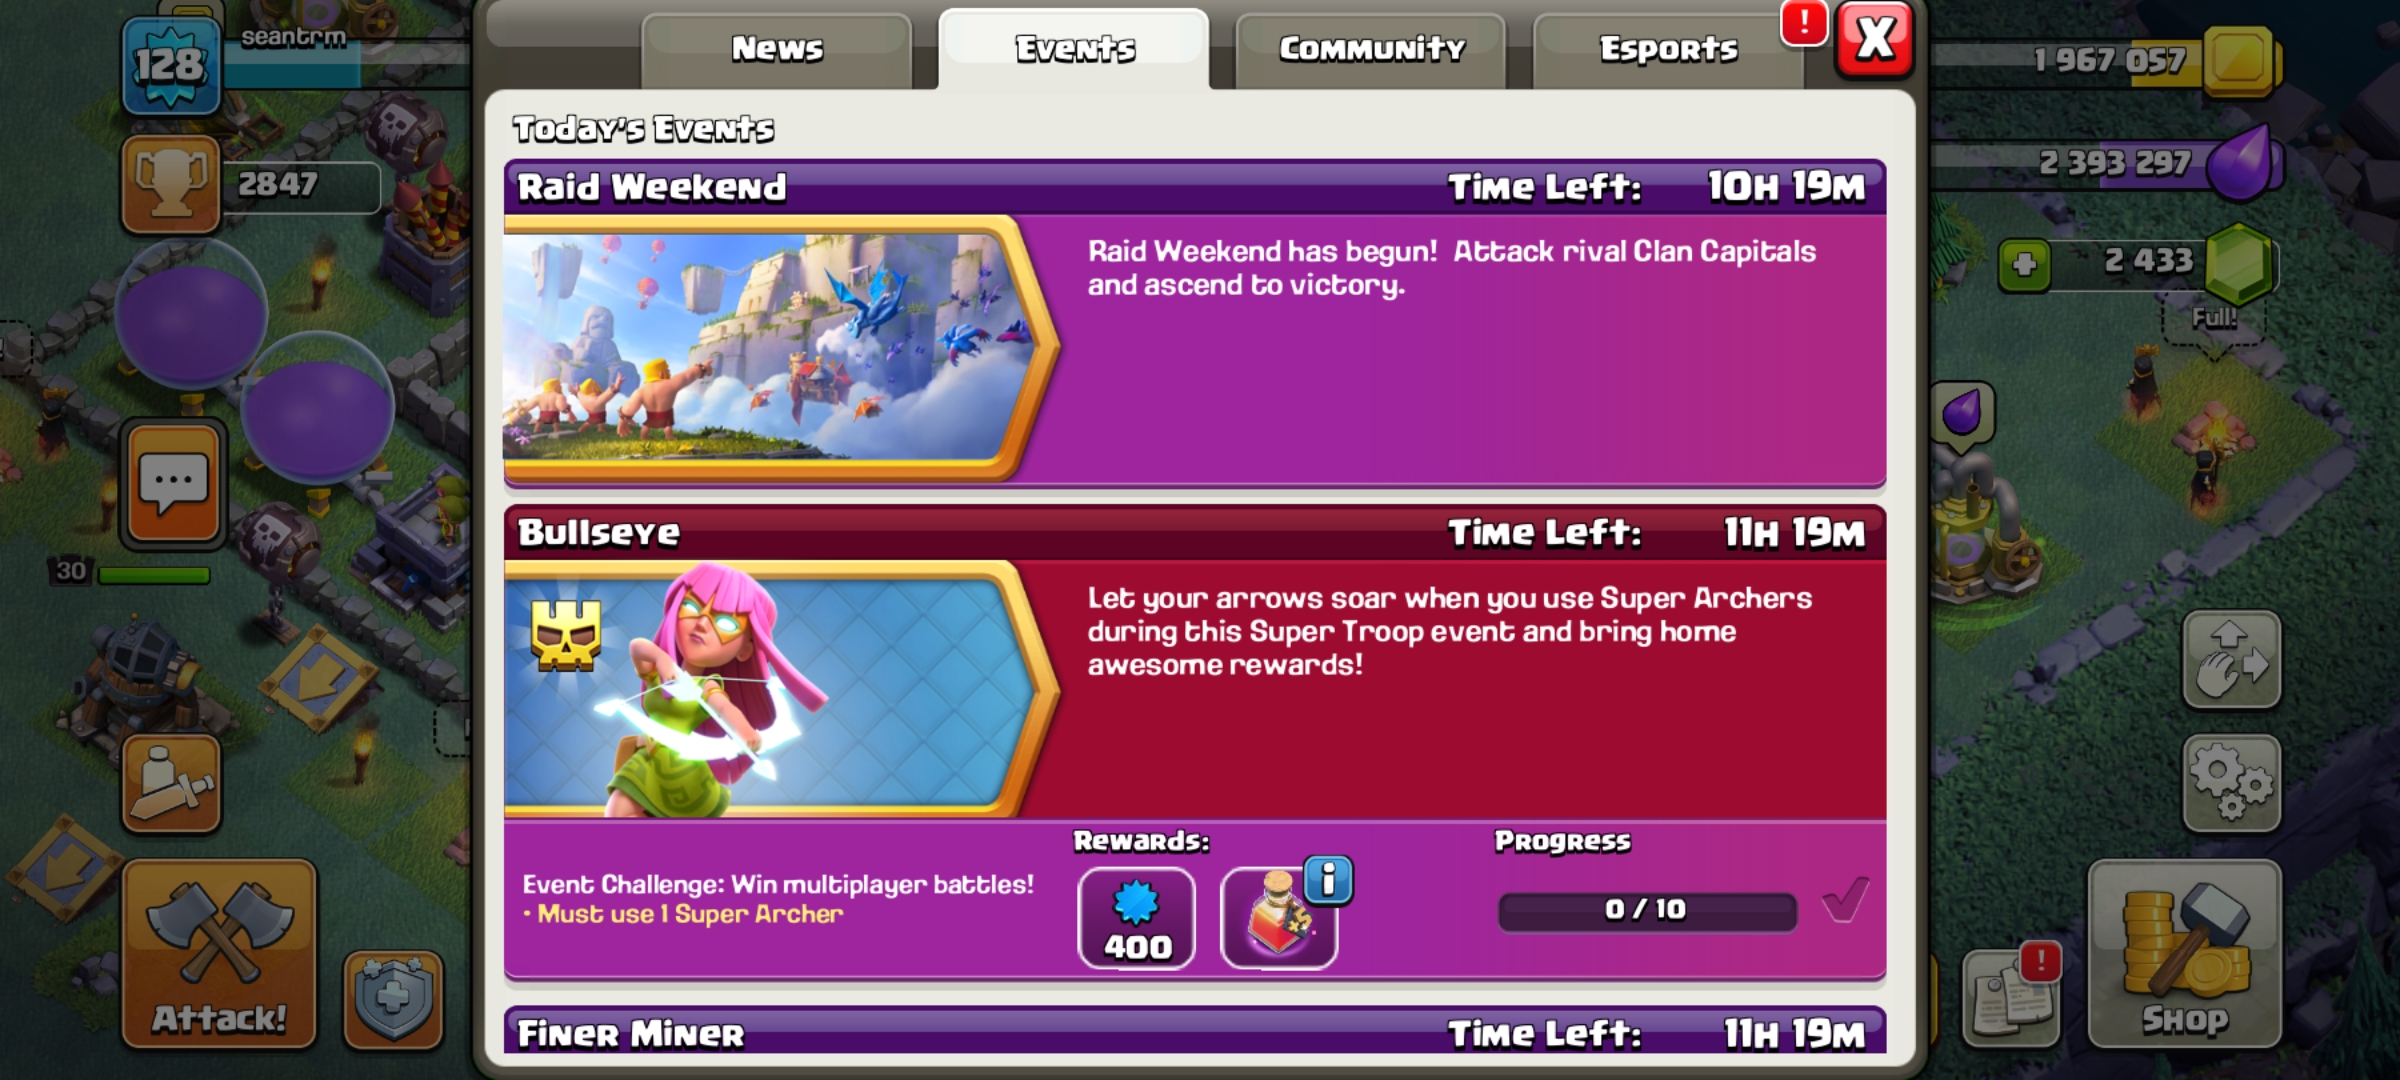 seantrm
128
2847
30
Attack!
News
Events
Community
Esports
!
X
Today's Events
Raid Weekend
Time Left:
10H 19M
Raid Weekend has begun!  Attack rival Clan Capitals
and ascend to victory.
Bullseye
Time Left:
11H 19M
Let your arrows soar when you use Super Archers
during this Super Troop event and bring home
awesome rewards!
Event Challenge: Win multiplayer battles!
• Must use 1 Super Archer
Rewards:
400
i
Progress
0 / 10
Finer Miner
Time Left:
11H 19M
1 967 057
2 393 297
2 433
Full!
!
Shop